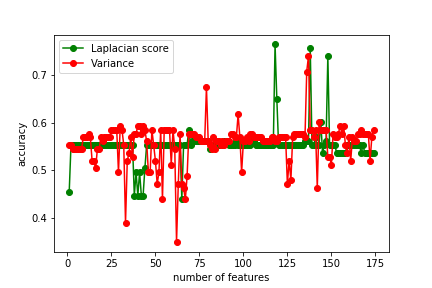 Laplacian score
Variance
0.7
0.6
0.5
0.4
accuracy
0 25 50 75 100 125 150 175
number of features